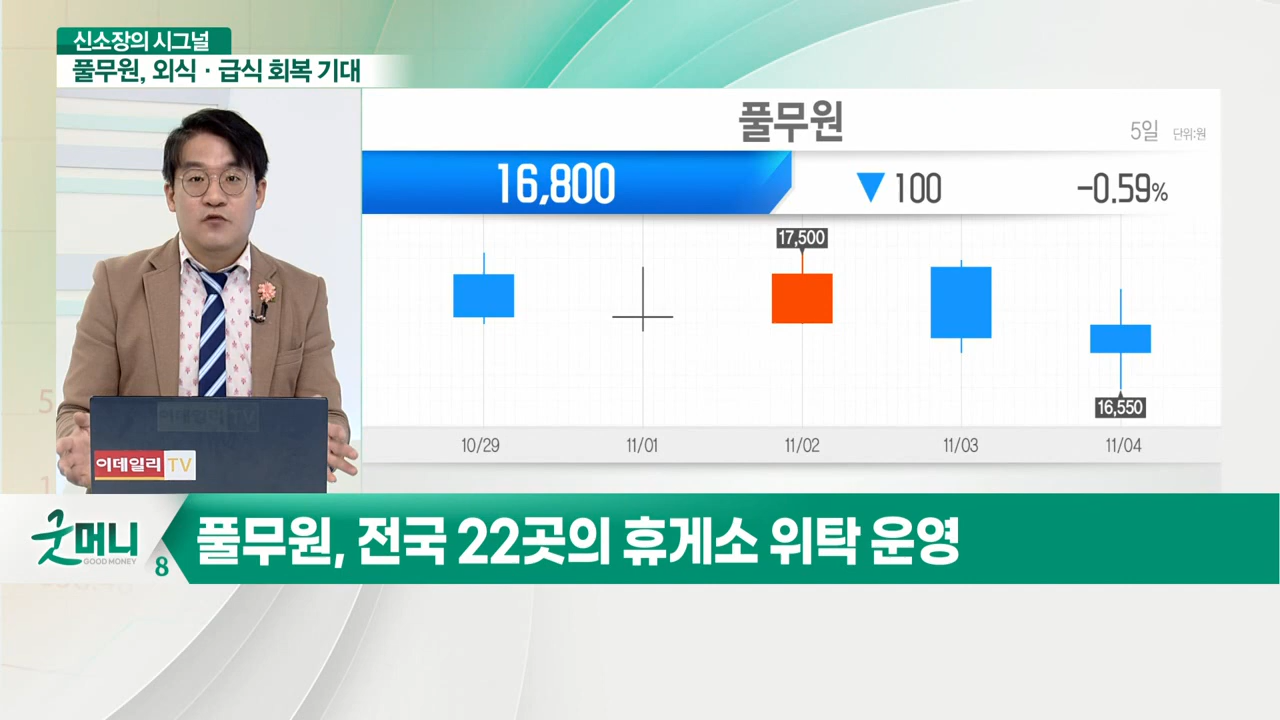 신소장의 시그널
풀무원, 외식·급식 회복 기대
풀무원
5일 단위:원
16,800 ▼100 -0.59%
17,500
16,550
10/29 11/01 11/02 11/03 11/04
이데일리TV
이데일리TV
풀무원, 전국 22곳의 휴게소 위탁 운영
굿머니
GOOD MONEY
8
5